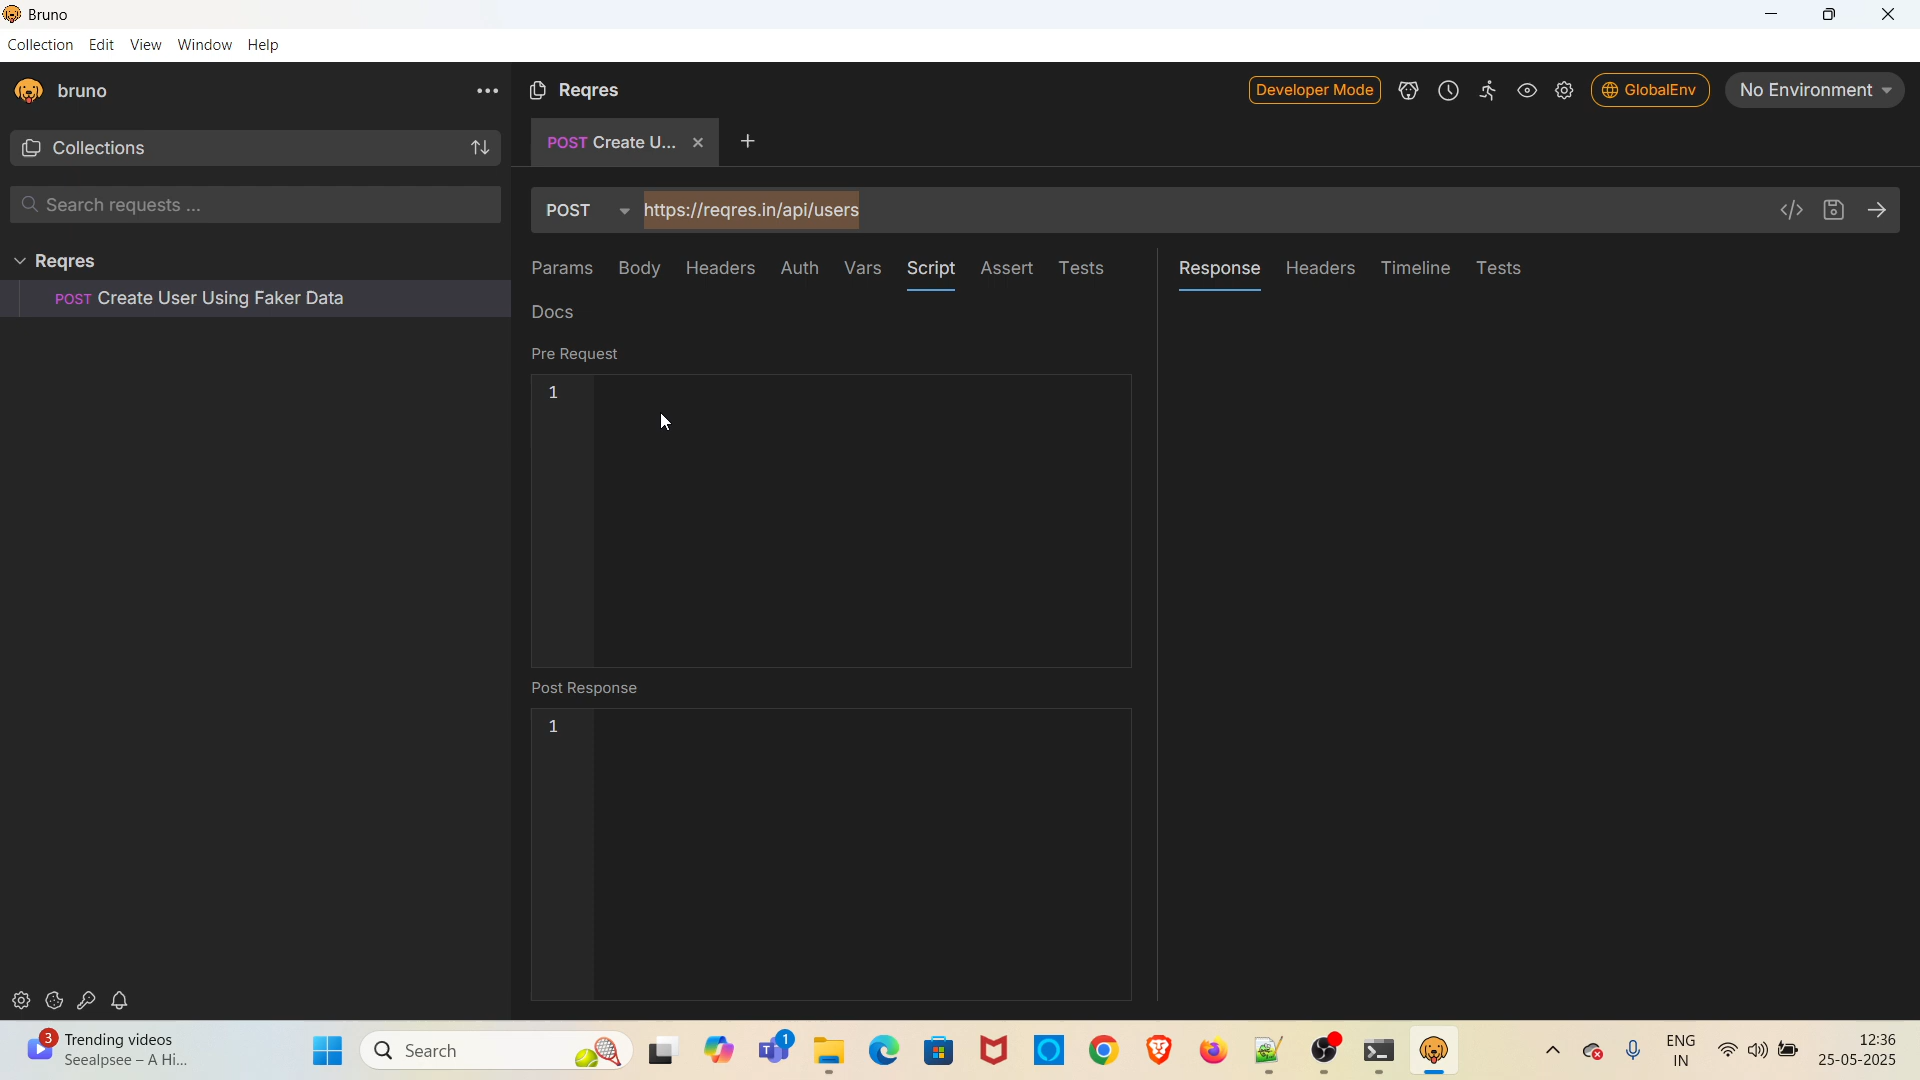 Bruno
Collection Edit View Window Help
bruno
Reqres
Developer Mode
GlobalEnv
No Environment
Collections
POST Create U...
Search requests ...
POST
https://reqres.in/api/users
Reqres
POST Create User Using Faker Data
Params Body Headers Auth Vars Script Assert Tests
Docs
Response Headers Timeline Tests
Pre Request
1
Post Response
1
3
Trending videos
Seealpsee – A Hi...
Search
1
ENG
IN
12:36
25-05-2025